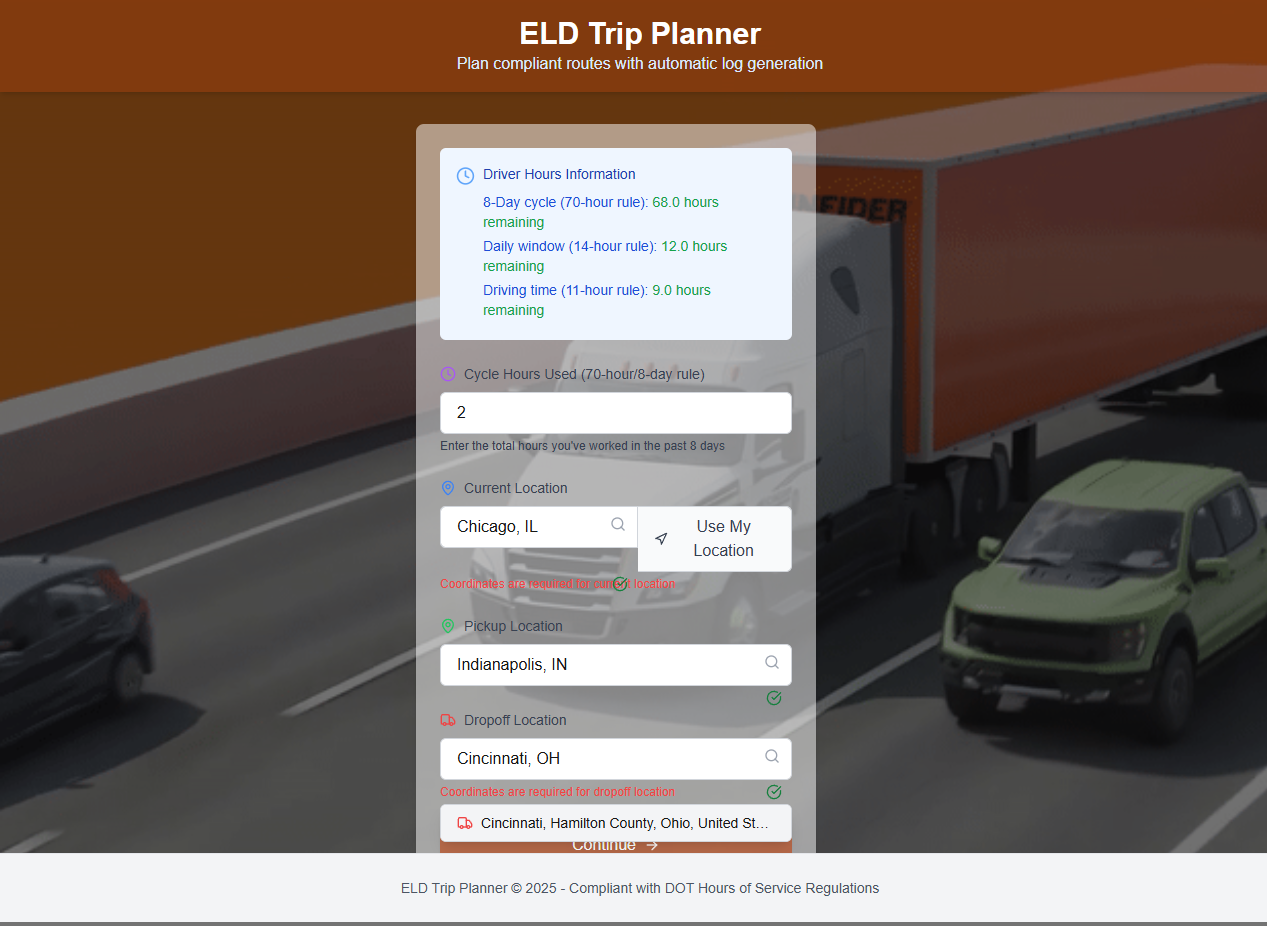 ELD Trip Planner
Plan compliant routes with automatic log generation
Driver Hours Information
8-Day cycle (70-hour rule): 68.0 hours
remaining
Daily window (14-hour rule): 12.0 hours
remaining
Driving time (11-hour rule): 9.0 hours
remaining
Cycle Hours Used (70-hour/8-day rule)
2
Enter the total hours you've worked in the past 8 days
Current Location
Chicago, IL
Use My
Location
Coordinates are required for current location
Pickup Location
Indianapolis, IN
Dropoff Location
Cincinnati, OH
Coordinates are required for dropoff location
Cincinnati, Hamilton County, Ohio, United St...
Continue
ELD Trip Planner © 2025 - Compliant with DOT Hours of Service Regulations